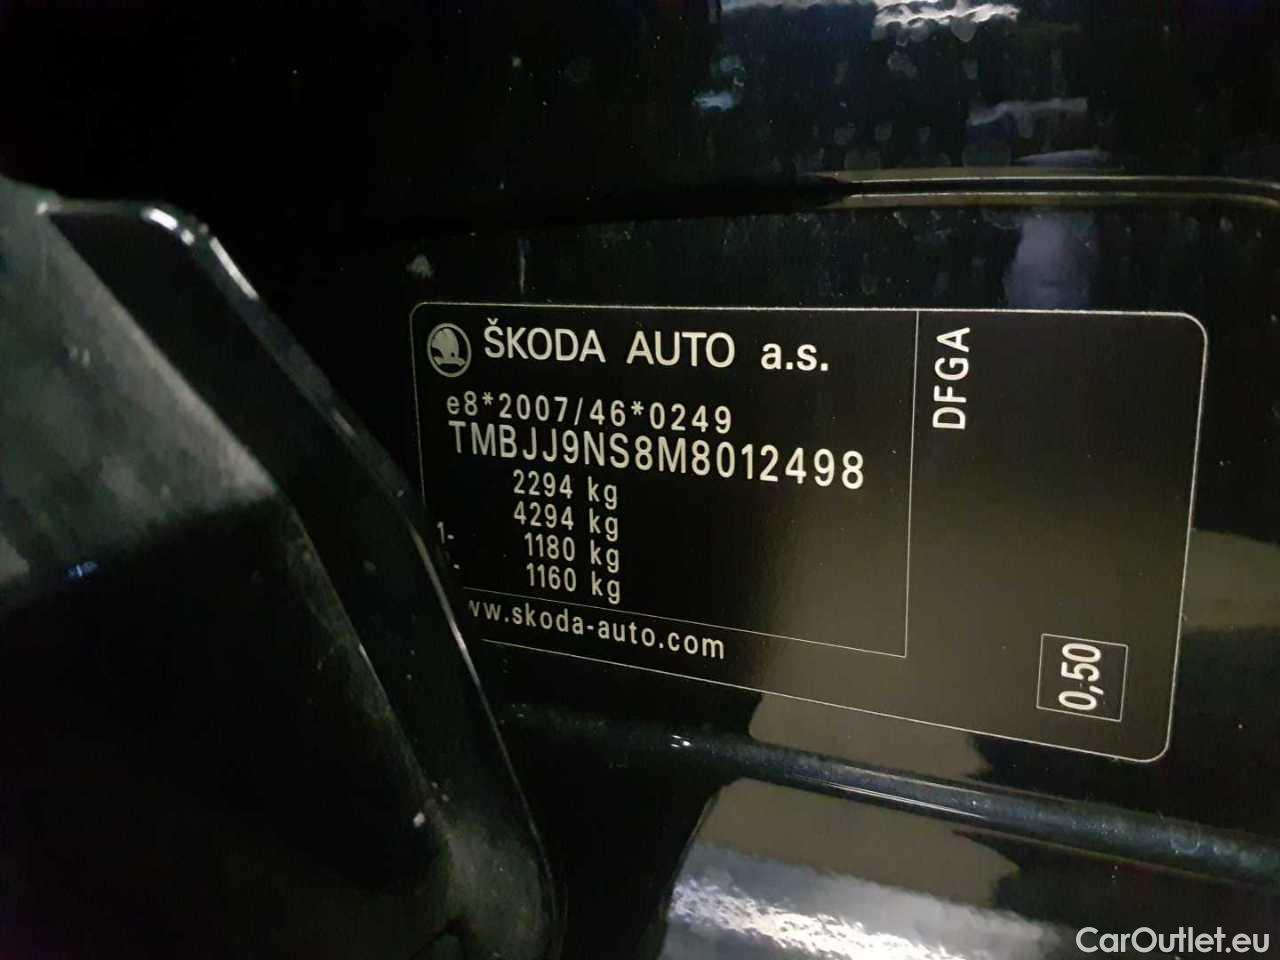 ŠKODA AUTO a.s.
e8*2007/46*0249
TMBJJ9NS8M8012498
2294 kg
4294 kg
1- 1180 kg
- 1160 kg
ww.skoda-auto.com
DFGA
0,50
CarOutlet.eu